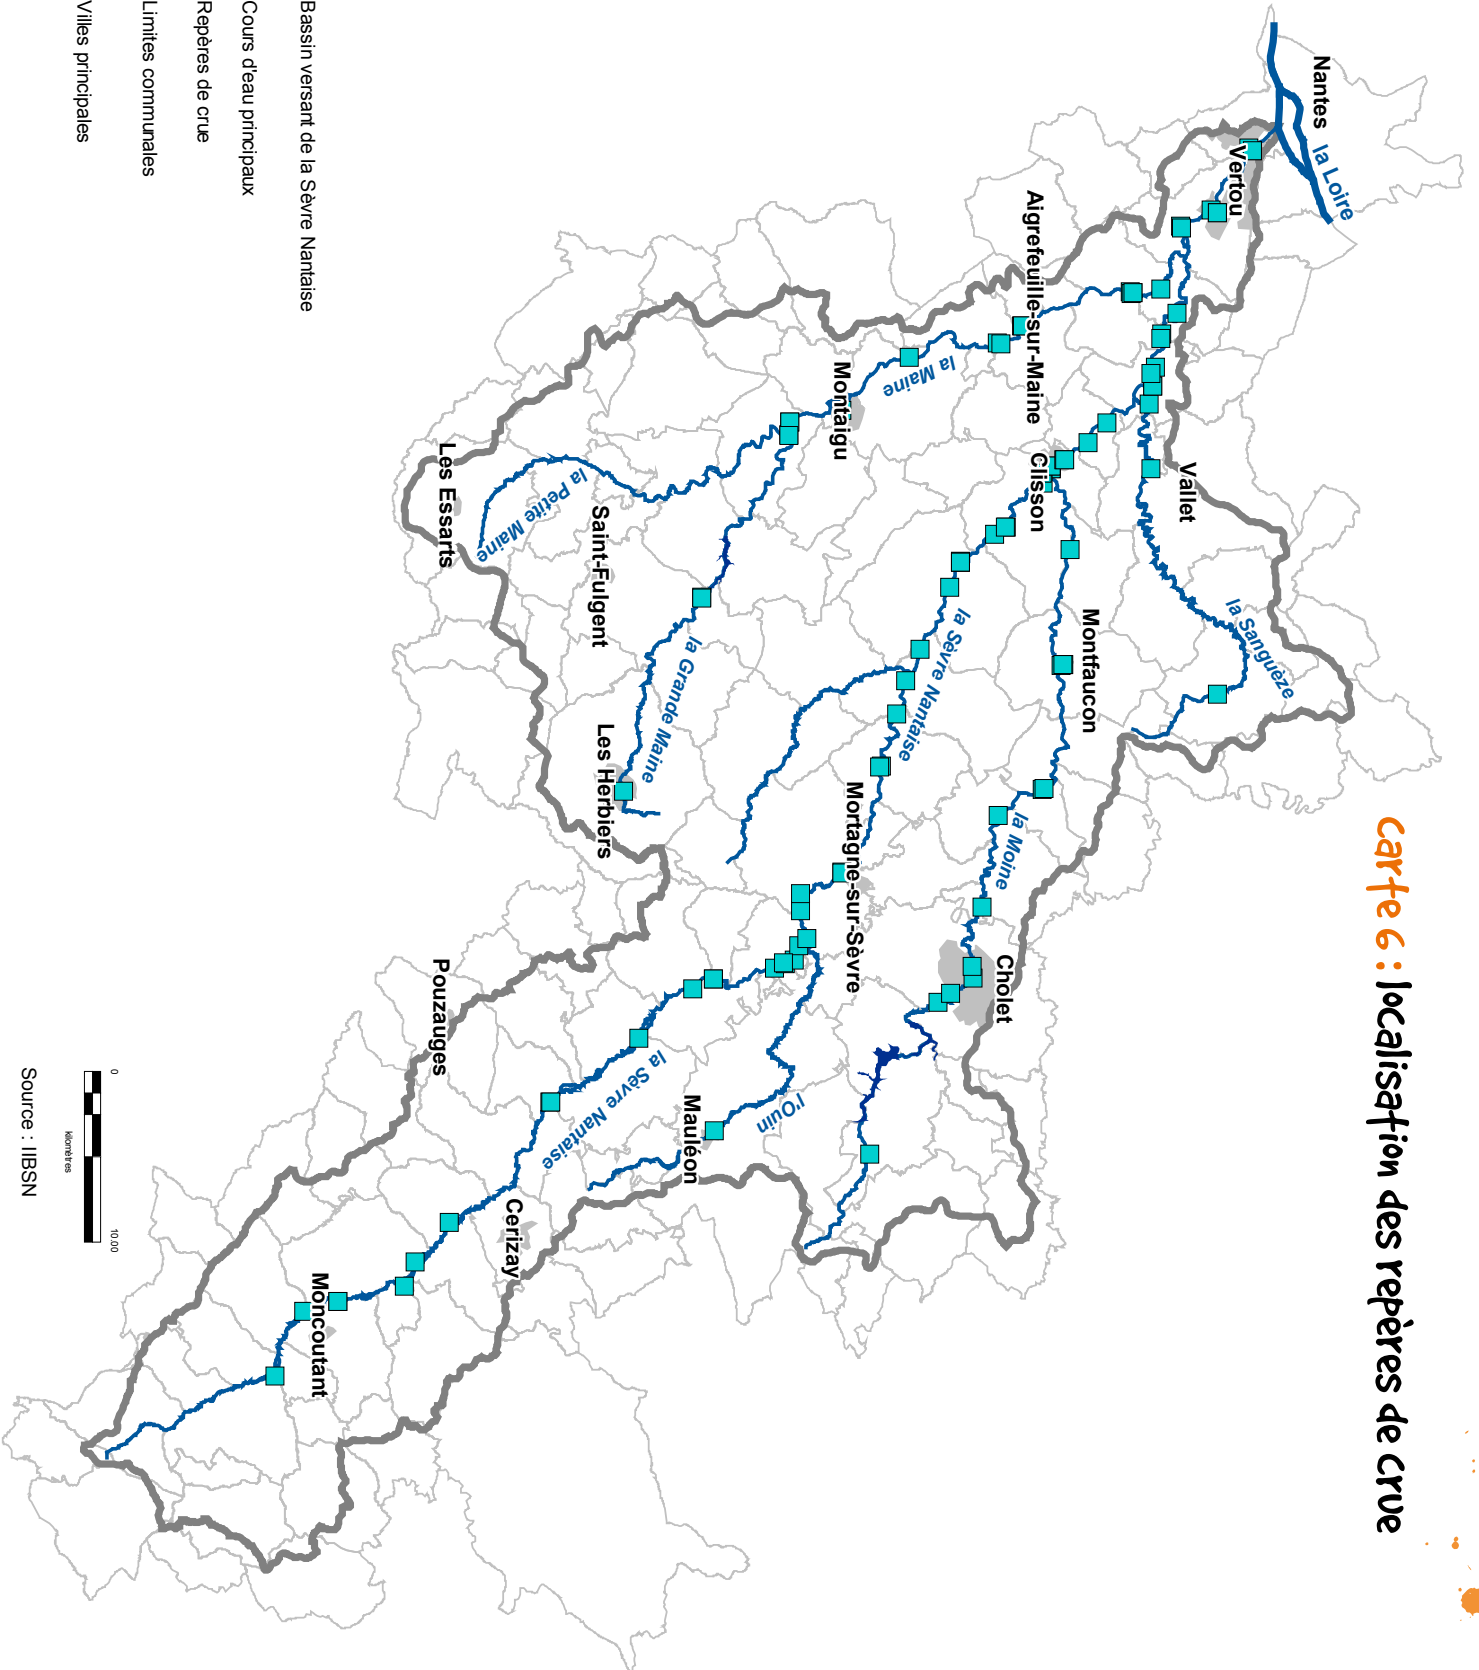 Carte 6 : localisation des repères de crue
Nantes
la Loire
Vertou
Vallet
la Sanguèze
Aigrefeuille-sur-Maine
Clisson
Montfaucon
la Maine
la Sèvre Nantaise
la Moine
Cholet
Montaigu
Mortagne-sur-Sèvre
la Petite Maine
Saint-Fulgent
la Grande Maine
Les Essarts
Les Herbiers
l'Ouin
Mauléon
la Sèvre Nantaise
Pouzauges
Cerizay
Moncoutant
Bassin versant de la Sèvre Nantaise
Cours d'eau principaux
Repères de crue
Limites communales
Villes principales
0
10.00
kilomètres
Source : IIBSN